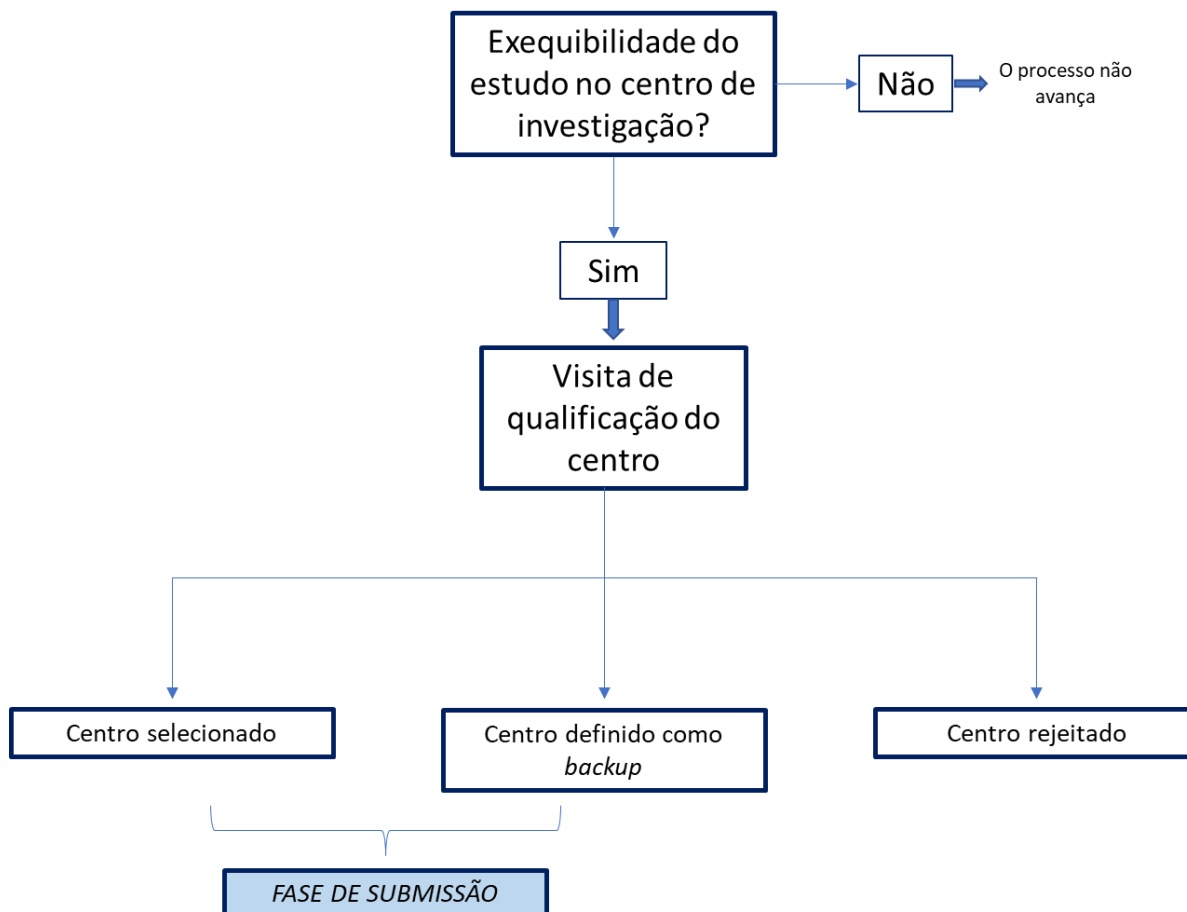 Exequibilidade do
estudo no centro de
investigação?
Não
O processo não
avança
Sim
Visita de
qualificação do
centro
Centro selecionado
Centro definido como
backup
Centro rejeitado
FASE DE SUBMISSÃO